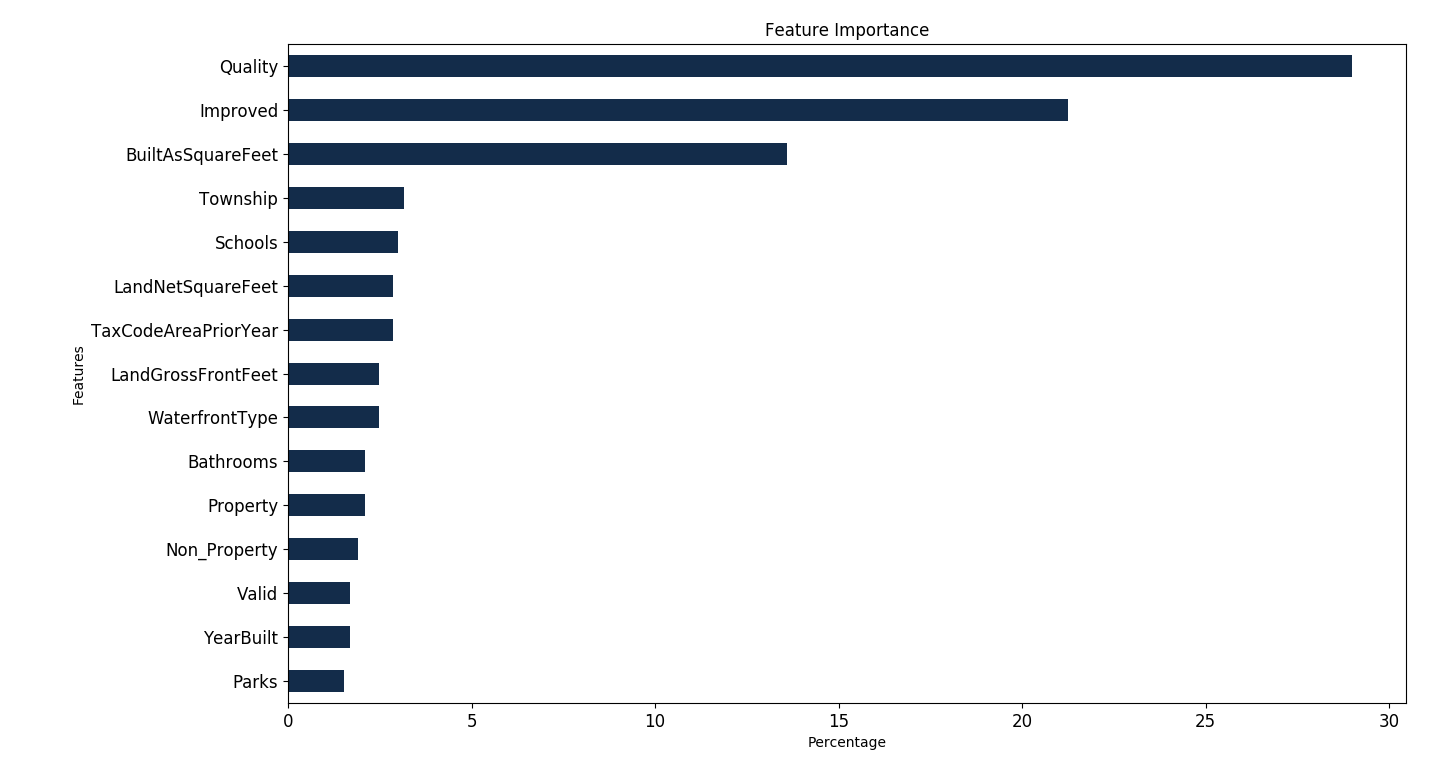 Feature Importance
Quality
Improved
BuiltAsSquareFeet
Township
Schools
LandNetSquareFeet
TaxCodeAreaPriorYear
LandGrossFrontFeet
WaterfrontType
Bathrooms
Property
Non_Property
Valid
YearBuilt
Parks
Features
0 5 10 15 20 25 30
Percentage